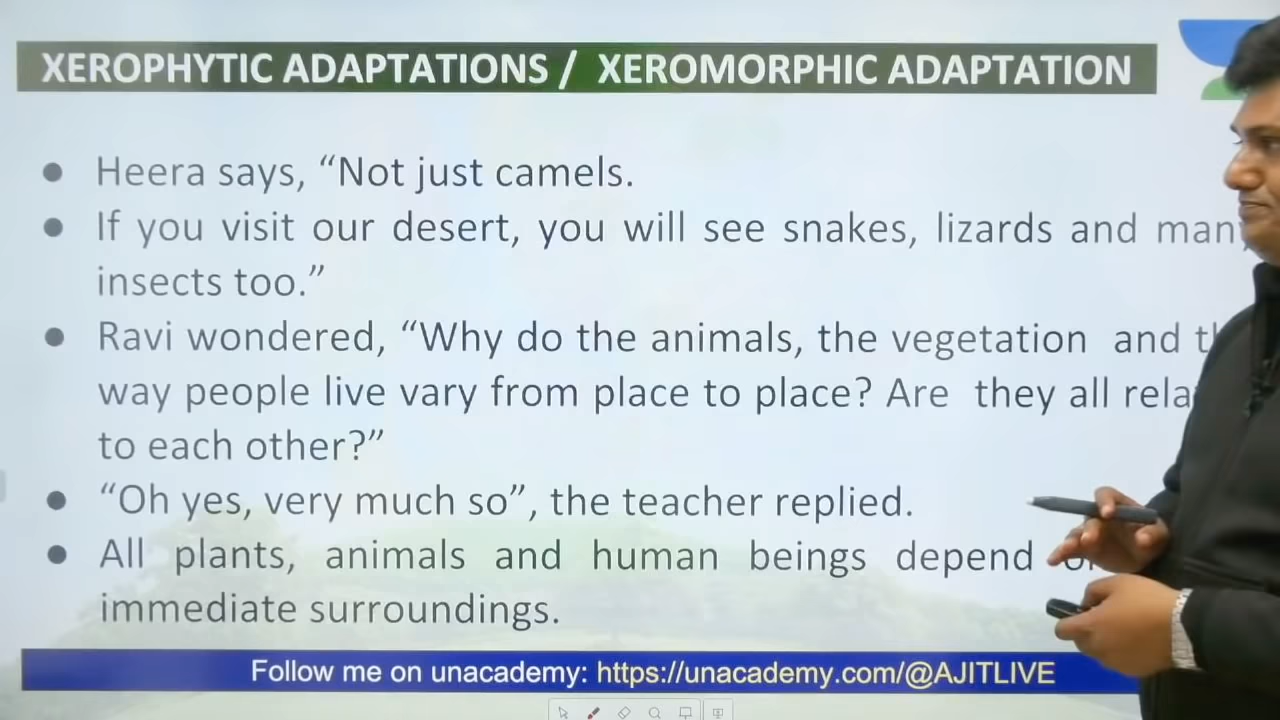 XEROPHYTIC ADAPTATIONS / XEROMORPHIC ADAPTATION
● Heera says, “Not just camels.
● If you visit our desert, you will see snakes, lizards and
insects too.”
● Ravi wondered, “Why do the animals, the vegetation and
way people live vary from place to place? Are they all
to each other?”
● “Oh yes, very much so”, the teacher replied.
● All plants, animals and human beings depend
immediate surroundings.
Follow me on unacademy: https://unacademy.com/@AJITLIVE